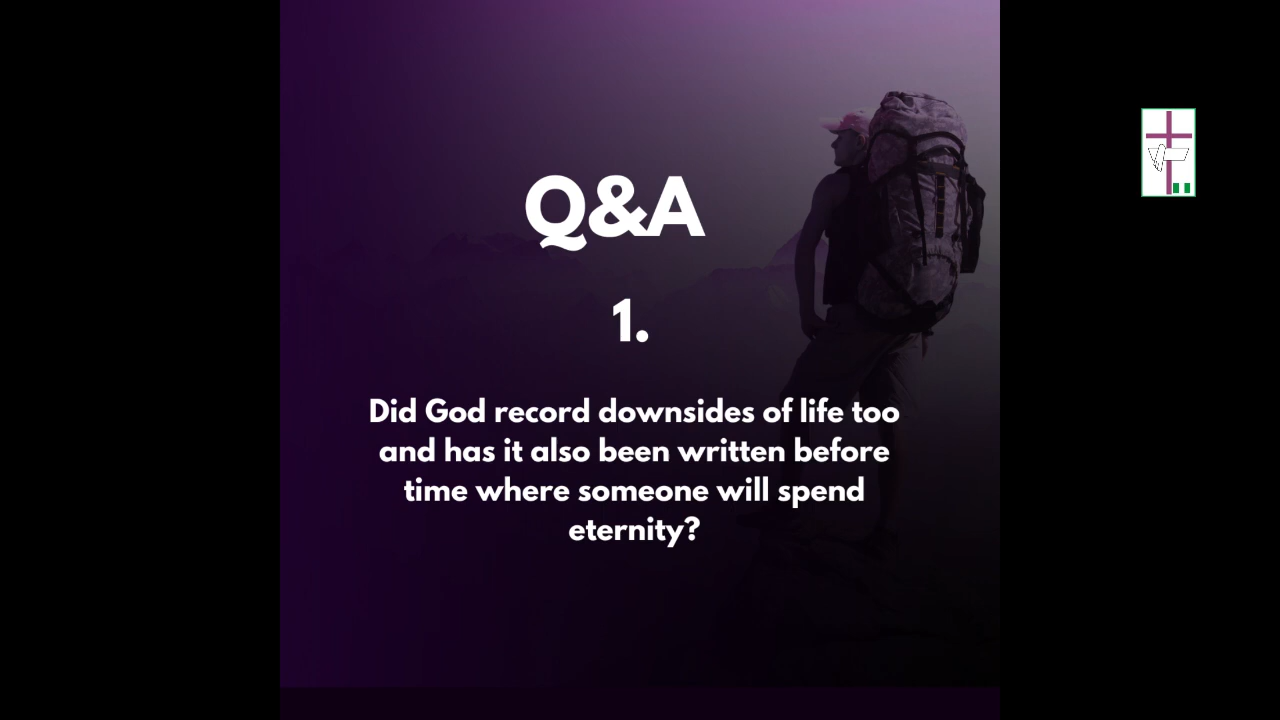 Q&A
1.
Did God record downsides of life too
and has it also been written before
time where someone will spend
eternity?